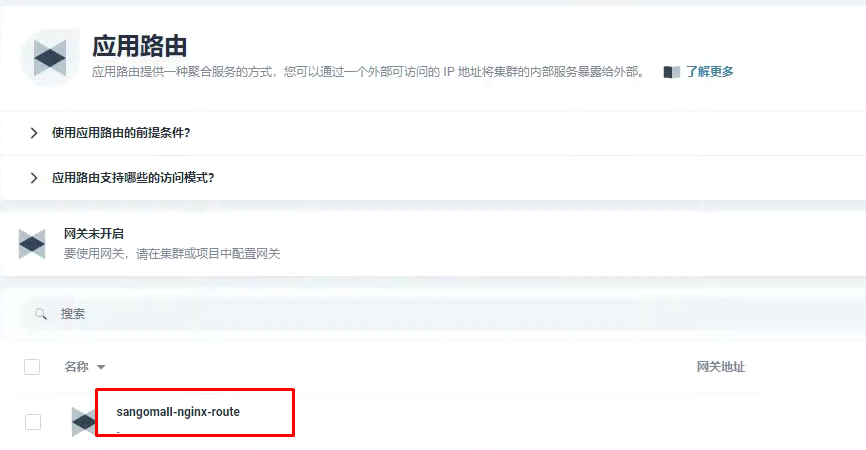 应用路由
应用路由提供一种聚合服务的方式，您可以通过一个外部可访问的 IP 地址将集群的内部服务暴露给外部。 了解更多
使用应用路由的前提条件?
应用路由支持哪些的访问模式?
网关未开启
要使用网关，请在集群或项目中配置网关
搜索
名称 网关地址
sangomall-nginx-route
-